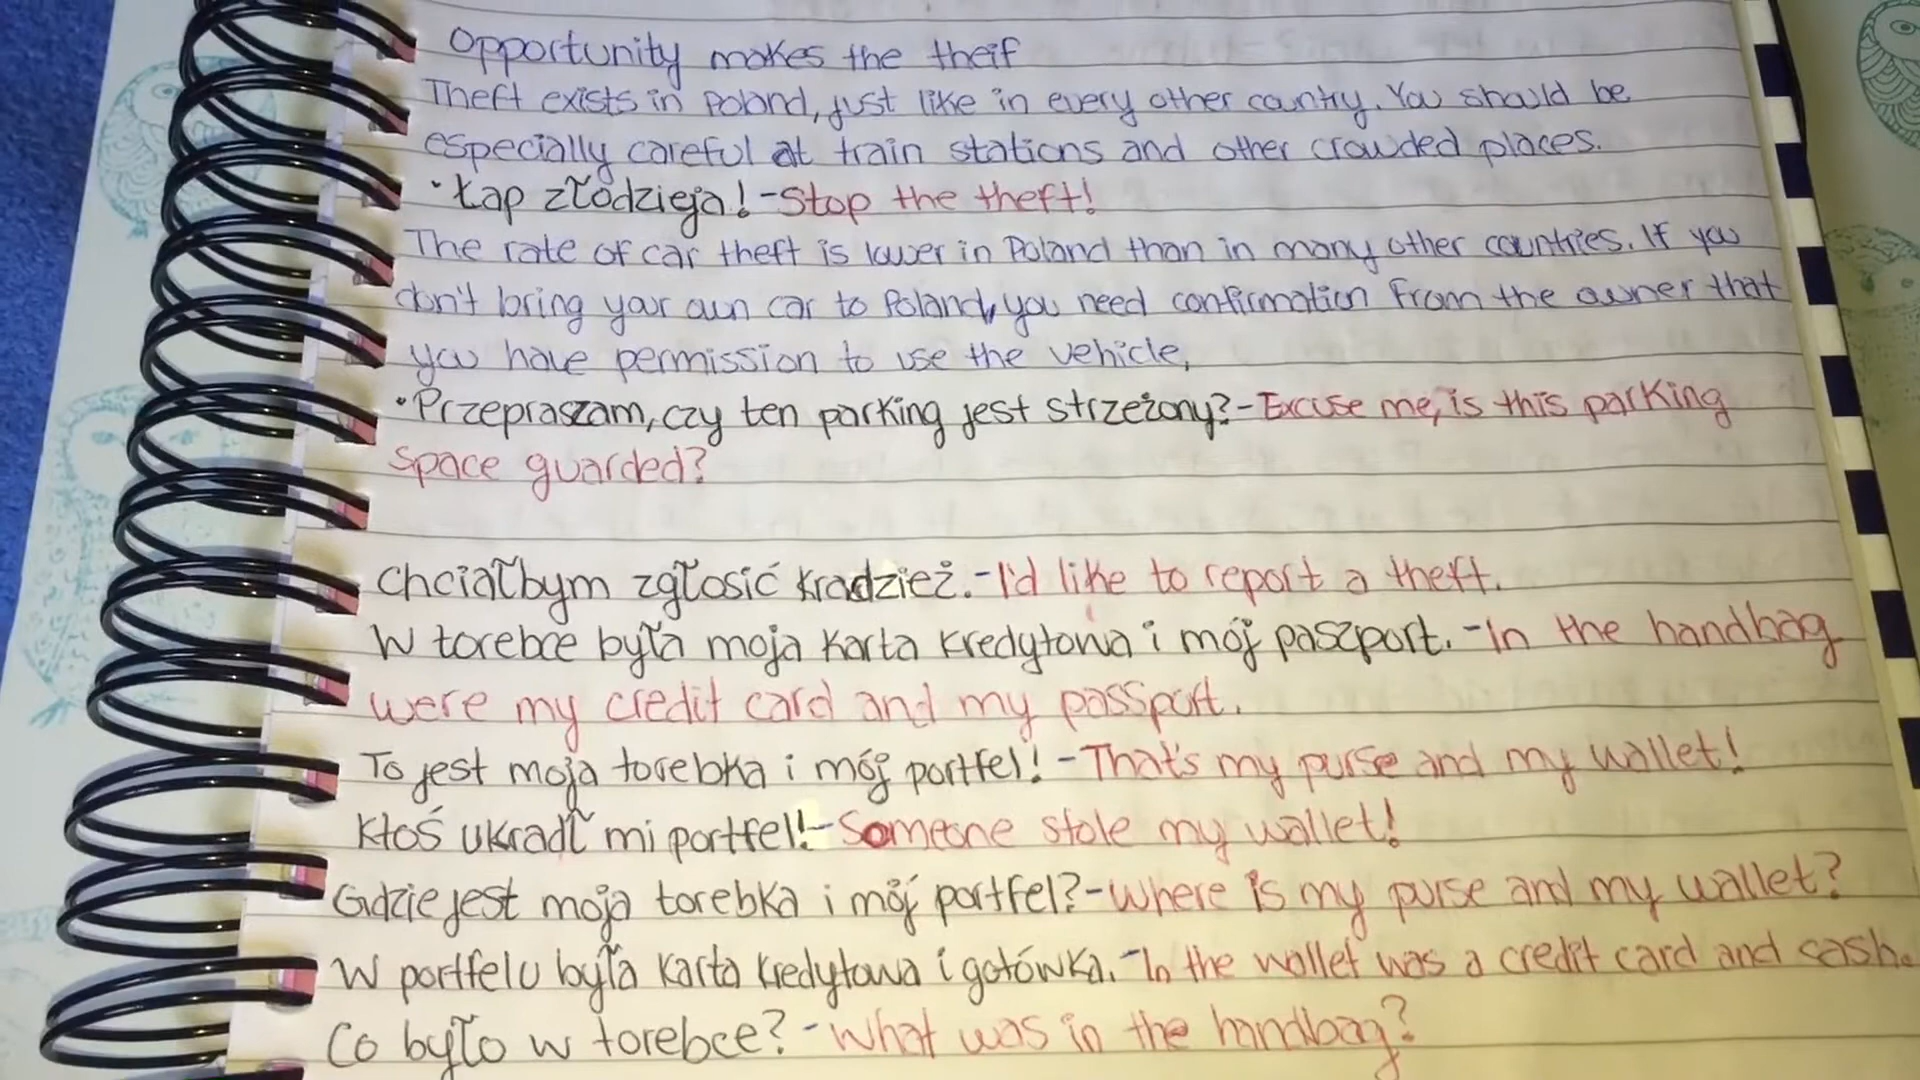 Opportunity makes the theif
Theft exists in Poland, just like in every other country. You should be
especially careful at train stations and other crowded places.
• Łap złodzieja! - Stop the theft!
The rate of car theft is lower in Poland than in many other countries. If you
don't bring your own car to Poland, you need confirmation from the owner that
you have permission to use the vehicle,
• Przepraszam, czy ten parking jest strzeżony? - Excuse me, is this parking
space guarded?
Chciałbym zgłosić kradzież. - I'd like to report a theft.
W torebce była moja karta kredytowa i mój paszport. - In the handbag
were my credit card and my passport.
To jest moja torebka i mój portfel! - That's my purse and my wallet!
Ktoś ukradł mi portfel! - Someone stole my wallet!
Gdzie jest moja torebka i mój portfel? - Where is my purse and my wallet?
W portfelu była karta kredytowa i gotówka. - In the wallet was a credit card and cash.
Co było w torebce? - What was in the handbag?